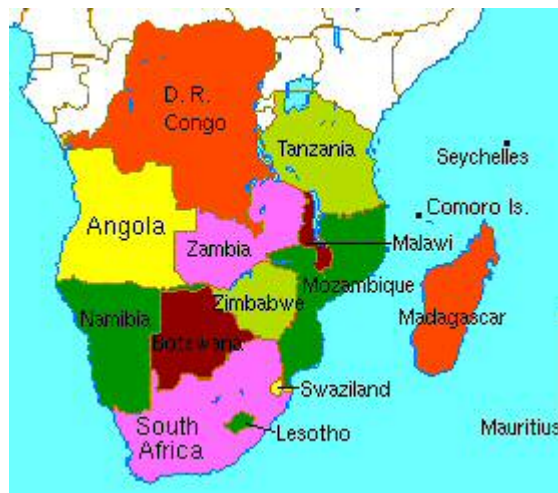 D. R.
Congo
Tanzania
Seychelles
Comoro Is.
Angola
Zambia
Malawi
Mozambique
Zimbabwe
Namibia
Madagascar
Botswana
Swaziland
South
Africa
Lesotho
Mauritius